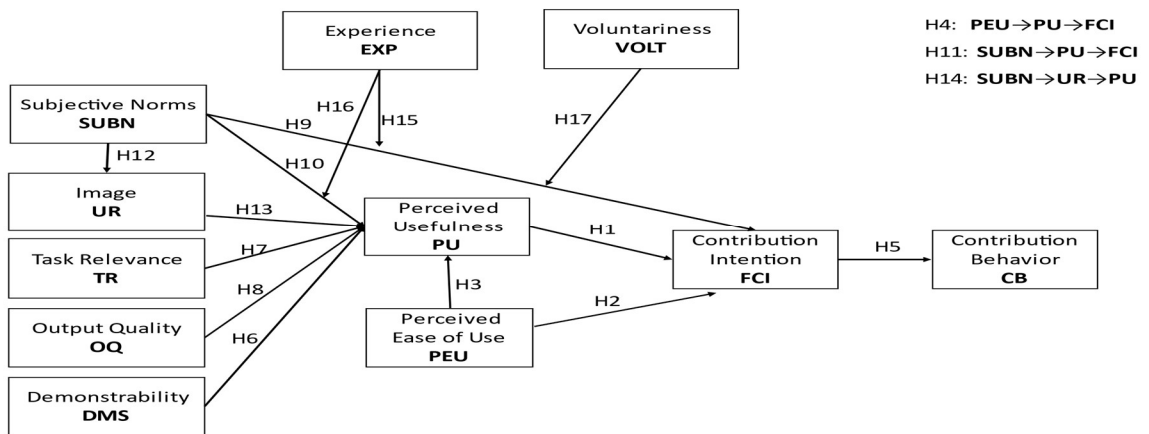 Experience
EXP
Voluntariness
VOLT
H4: PEU→PU→FCI
H11: SUBN→PU→FCI
H14: SUBN→UR→PU
Subjective Norms
SUBN
H16
H15
H9
H17
H12
H10
Image
UR
H13
Perceived
Usefulness
PU
H1
Contribution
Intention
FCI
H5
Contribution
Behavior
CB
Task Relevance
TR
H7
H8
H3
H2
Output Quality
OQ
H6
Perceived
Ease of Use
PEU
Demonstrability
DMS